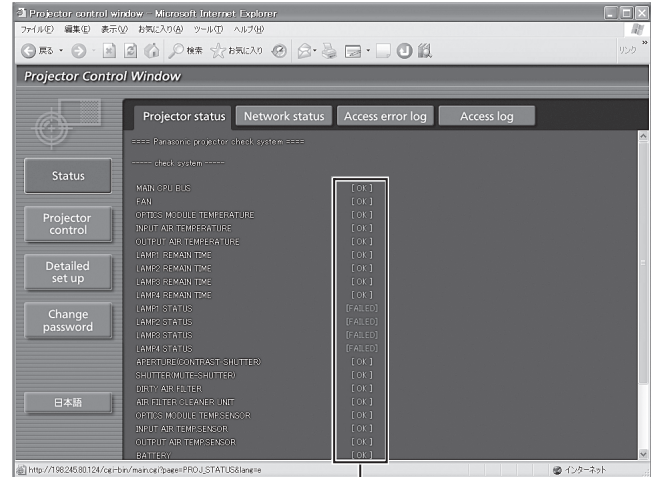 Projector control window - Microsoft Internet Explorer
ファイル(F) 編集(E) 表示(V) お気に入り(A) ツール(T) ヘルプ(H)
戻る 検索 お気に入り リンク
Projector Control Window
Projector status Network status Access error log Access log
==== Panasonic projector check system ====
----- check system -----
Status
MAIN CPU BUS [ OK ]
FAN [ OK ]
OPTICS MODULE TEMPERATURE [ OK ]
INPUT AIR TEMPERATURE [ OK ]
OUTPUT AIR TEMPERATURE [ OK ]
LAMP1 REMAIN TIME [ OK ]
LAMP2 REMAIN TIME [ OK ]
LAMP3 REMAIN TIME [ OK ]
LAMP4 REMAIN TIME [ OK ]
LAMP1 STATUS [FAILED]
LAMP2 STATUS [FAILED]
LAMP3 STATUS [FAILED]
LAMP4 STATUS [FAILED]
APERTURE(CONTRAST-SHUTTER) [ OK ]
SHUTTER(MUTE-SHUTTER) [ OK ]
DIRTY AIR FILTER [ OK ]
AIR FILTER CLEANER UNIT [ OK ]
OPTICS MODULE TEMP.SENSOR [ OK ]
INPUT AIR TEMP.SENSOR [ OK ]
OUTPUT AIR TEMP.SENSOR [ OK ]
BATTERY [ OK ]
Projector
control
Detailed
set up
Change
password
日本語
http://198.245.80.124/cgi-bin/main.cgi?page=PROJ_STATUS&lang=e インターネット